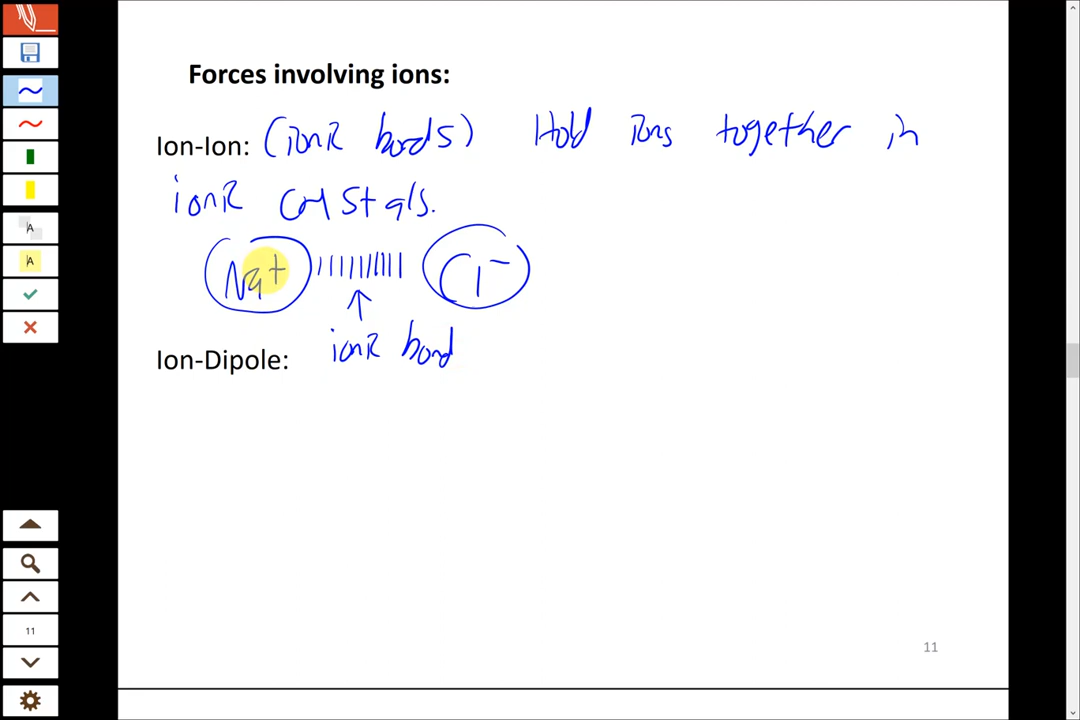 Forces involving ions:
Ion-Ion: (ionic bonds) Hold ions together in
ionic crystals.
Na+ Cl-
ionic bond
Ion-Dipole:
A
A
11
11